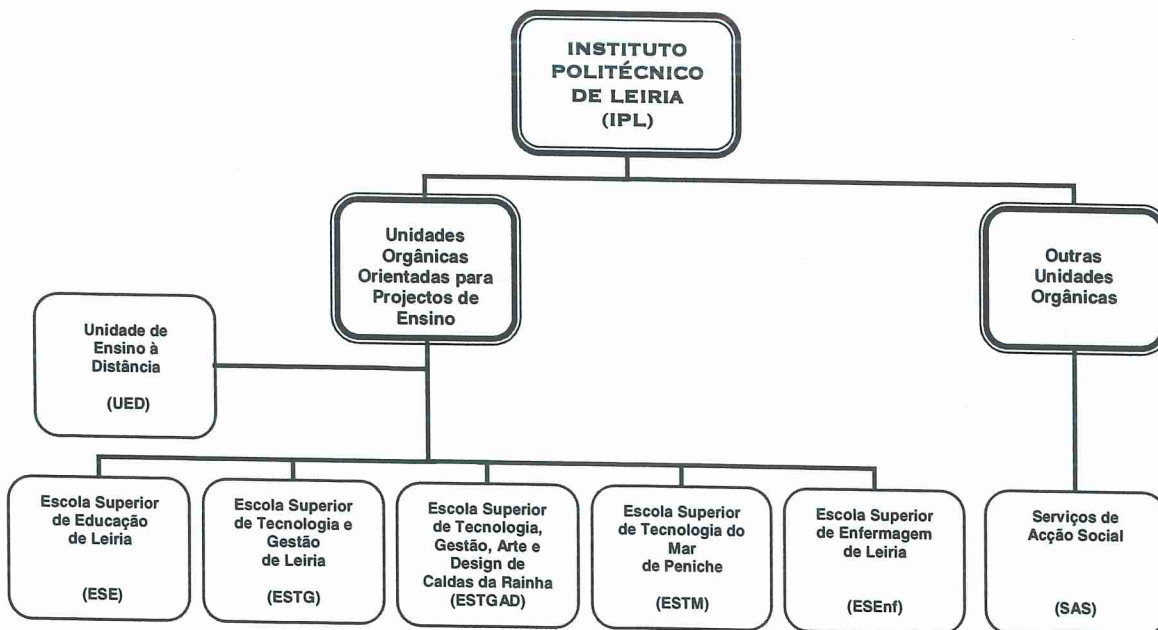 INSTITUTO
POLITÉCNICO
DE LEIRIA
(IPL)
Unidades
Orgânicas
Orientadas para
Projectos de
Ensino
Outras
Unidades
Orgânicas
Unidade de
Ensino à
Distância
(UED)
Escola Superior
de Educação
de Leiria
(ESE)
Escola Superior
de Tecnologia e
Gestão
de Leiria
(ESTG)
Escola Superior
de Tecnologia,
Gestão, Arte e
Design de
Caldas da Rainha
(ESTGAD)
Escola Superior
de Tecnologia do
Mar
de Peniche
(ESTM)
Escola Superior
de Enfermagem
de Leiria
(ESEnf)
Serviços de
Acção Social
(SAS)